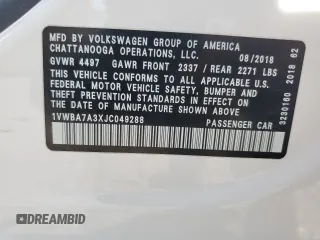 MFD BY VOLKSWAGEN GROUP OF AMERICA
CHATTANOOGA OPERATIONS, LLC. 08/2018
GVWR 4497 GAWR FRONT 2337 / REAR 2271 LBS
THIS VEHICLE CONFORMS TO ALL APPLICABLE U.S.
FEDERAL MOTOR VEHICLE SAFETY, BUMPER, AND
THEFT PREVENTION STANDARDS IN EFFECT ON THE
DATE OF MANUFACTURE SHOWN ABOVE.
1VWBA7A3XJC049288 PASSENGER CAR
3230160 2018 62
DREAMBID